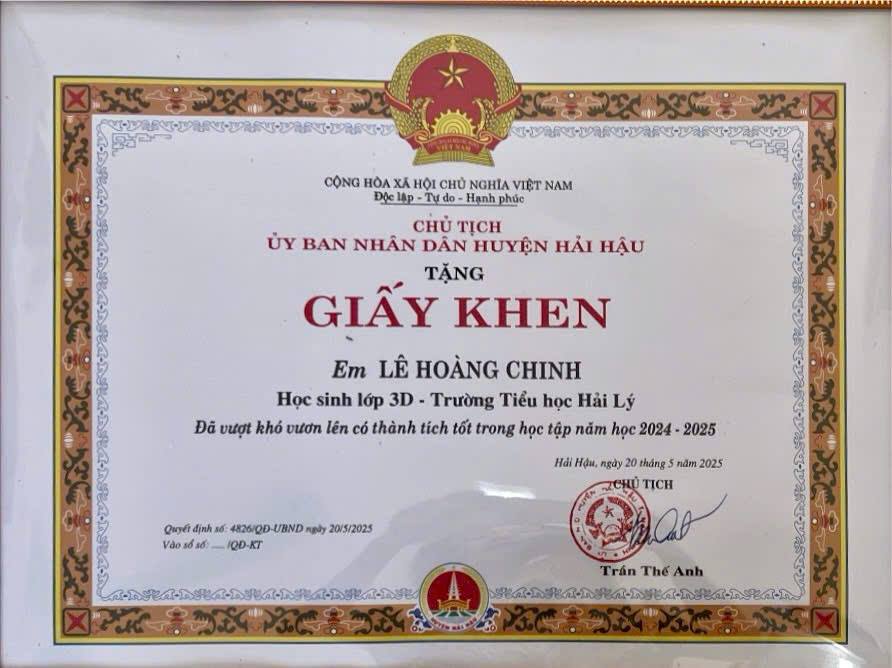 CỘNG HÒA XÃ HỘI CHỦ NGHĨA VIỆT NAM
Độc lập - Tự do - Hạnh phúc
CHỦ TỊCH
ỦY BAN NHÂN DÂN HUYỆN HẢI HẬU
TẶNG
GIẤY KHEN
Em LÊ HOÀNG CHINH
Học sinh lớp 3D - Trường Tiểu học Hải Lý
Đã vượt khó vươn lên có thành tích tốt trong học tập năm học 2024 - 2025
Hải Hậu, ngày 20 tháng 5 năm 2025
CHỦ TỊCH
Quyết định số: 4826/QĐ-UBND ngày 20/5/2025
Vào sổ số: ..... /QĐ-KT
Trần Thế Anh
HUYỆN HẢI HẬU